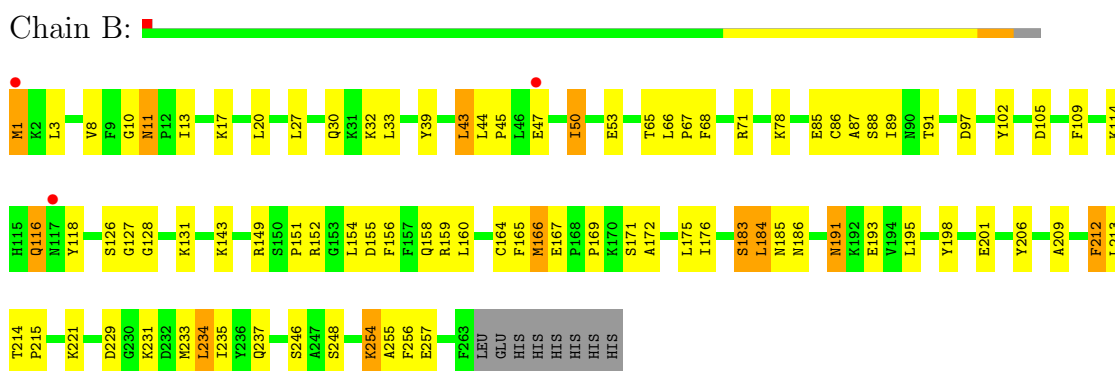 Chain B:
M1 K2 L3 V8 F9 G10 N11 P12 I13 K17 L20 L27 Q30 K31 K32 L33 Y39 L43 L44 P45 L46 E47 I50 E53 T65 L66 P67 F68 R71 K78 E85 C86 A87 S88 I89 N90 T91 D97 Y102 D105 F109 K114
H115 Q116 N117 Y118 S126 G127 G128 K131 K143 R149 S150 P151 R152 G153 L154 D155 F156 F157 Q158 R159 L160 C164 F165 M166 E167 P168 P169 K170 S171 A172 L175 I176 S183 L184 N185 N186 N191 K192 E193 V194 L195 Y198 E201 Y206 A209 F212 L213
T214 P215 K221 D229 G230 K231 D232 M233 L234 I235 Y236 Q237 S246 A247 S248 K254 A255 F256 E257 F263 LEU GLU HIS HIS HIS HIS HIS HIS